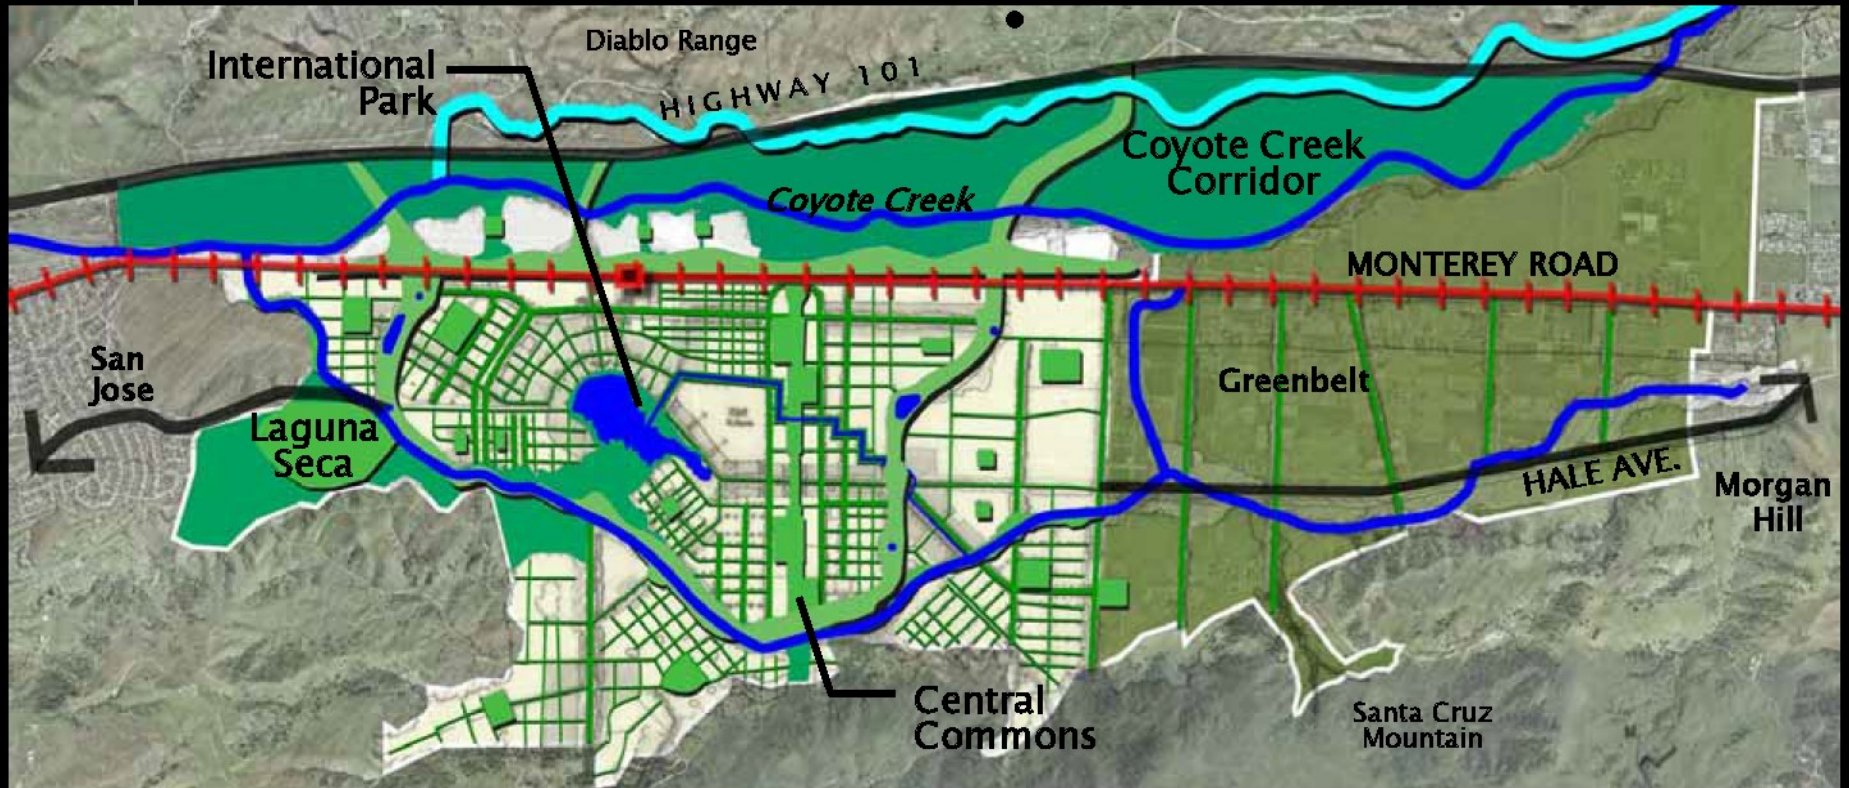 Diablo Range
International
Park
HIGHWAY 101
Coyote Creek
Corridor
Coyote Creek
MONTEREY ROAD
San
Jose
Greenbelt
Laguna
Seca
HALE AVE.
Morgan
Hill
Central
Commons
Santa Cruz
Mountain